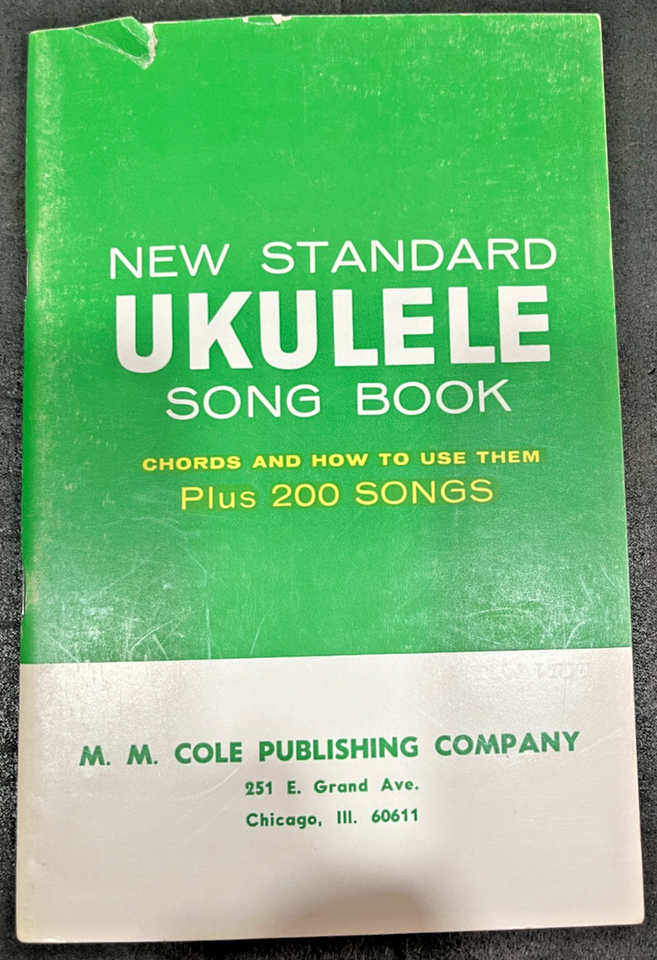 NEW STANDARD
UKULELE
SONG BOOK
CHORDS AND HOW TO USE THEM
Plus 200 SONGS
M. M. COLE PUBLISHING COMPANY
251 E. Grand Ave.
Chicago, Ill. 60611